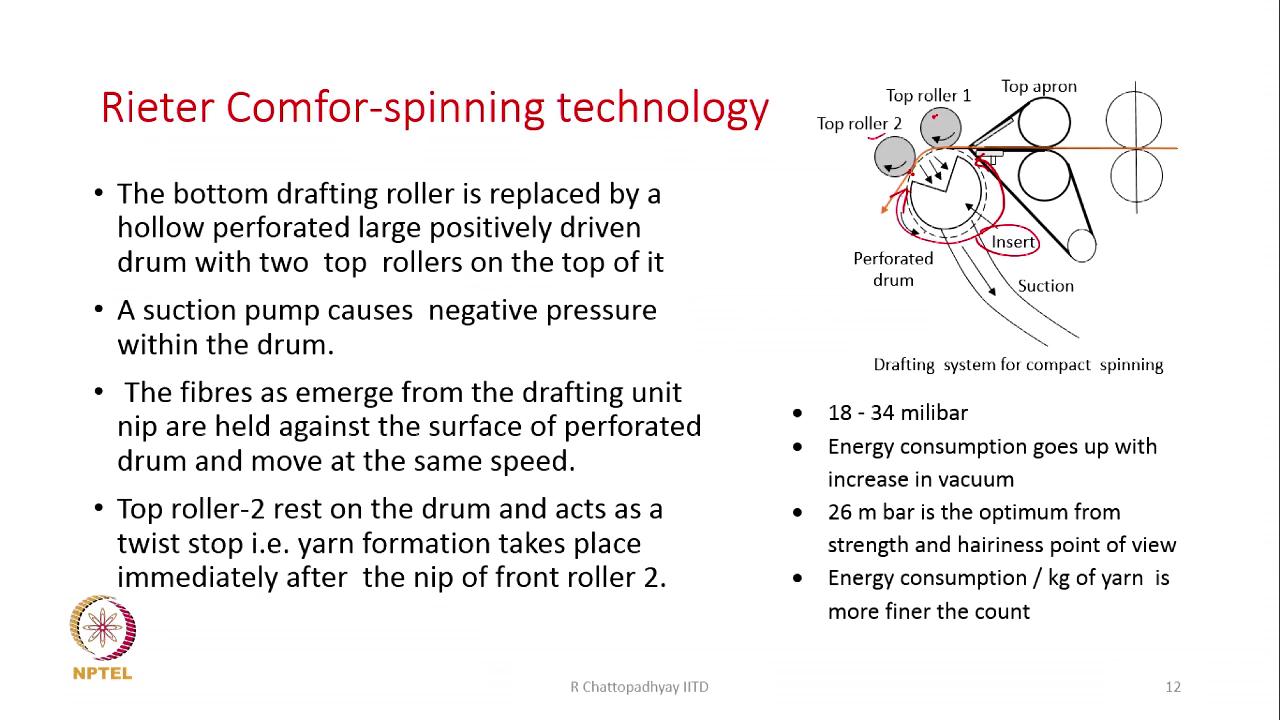 Rieter Comfor-spinning technology
• The bottom drafting roller is replaced by a
hollow perforated large positively driven
drum with two top rollers on the top of it
• A suction pump causes negative pressure
within the drum.
• The fibres as emerge from the drafting unit
nip are held against the surface of perforated
drum and move at the same speed.
• Top roller-2 rest on the drum and acts as a
twist stop i.e. yarn formation takes place
immediately after the nip of front roller 2.
Top apron
Top roller 1
Top roller 2
Insert
Perforated
drum
Suction
Drafting system for compact spinning
• 18 - 34 milibar
• Energy consumption goes up with
increase in vacuum
• 26 m bar is the optimum from
strength and hairiness point of view
• Energy consumption / kg of yarn is
more finer the count
NPTEL
R Chattopadhyay IITD
12